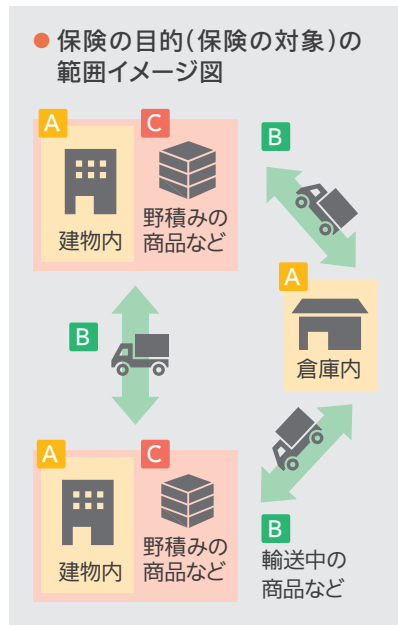 ● 保険の目的(保険の対象)の
範囲イメージ図
A
建物内
C
野積みの
商品など
B
A
倉庫内
B
A
建物内
C
野積みの
商品など
B
輸送中の
商品など